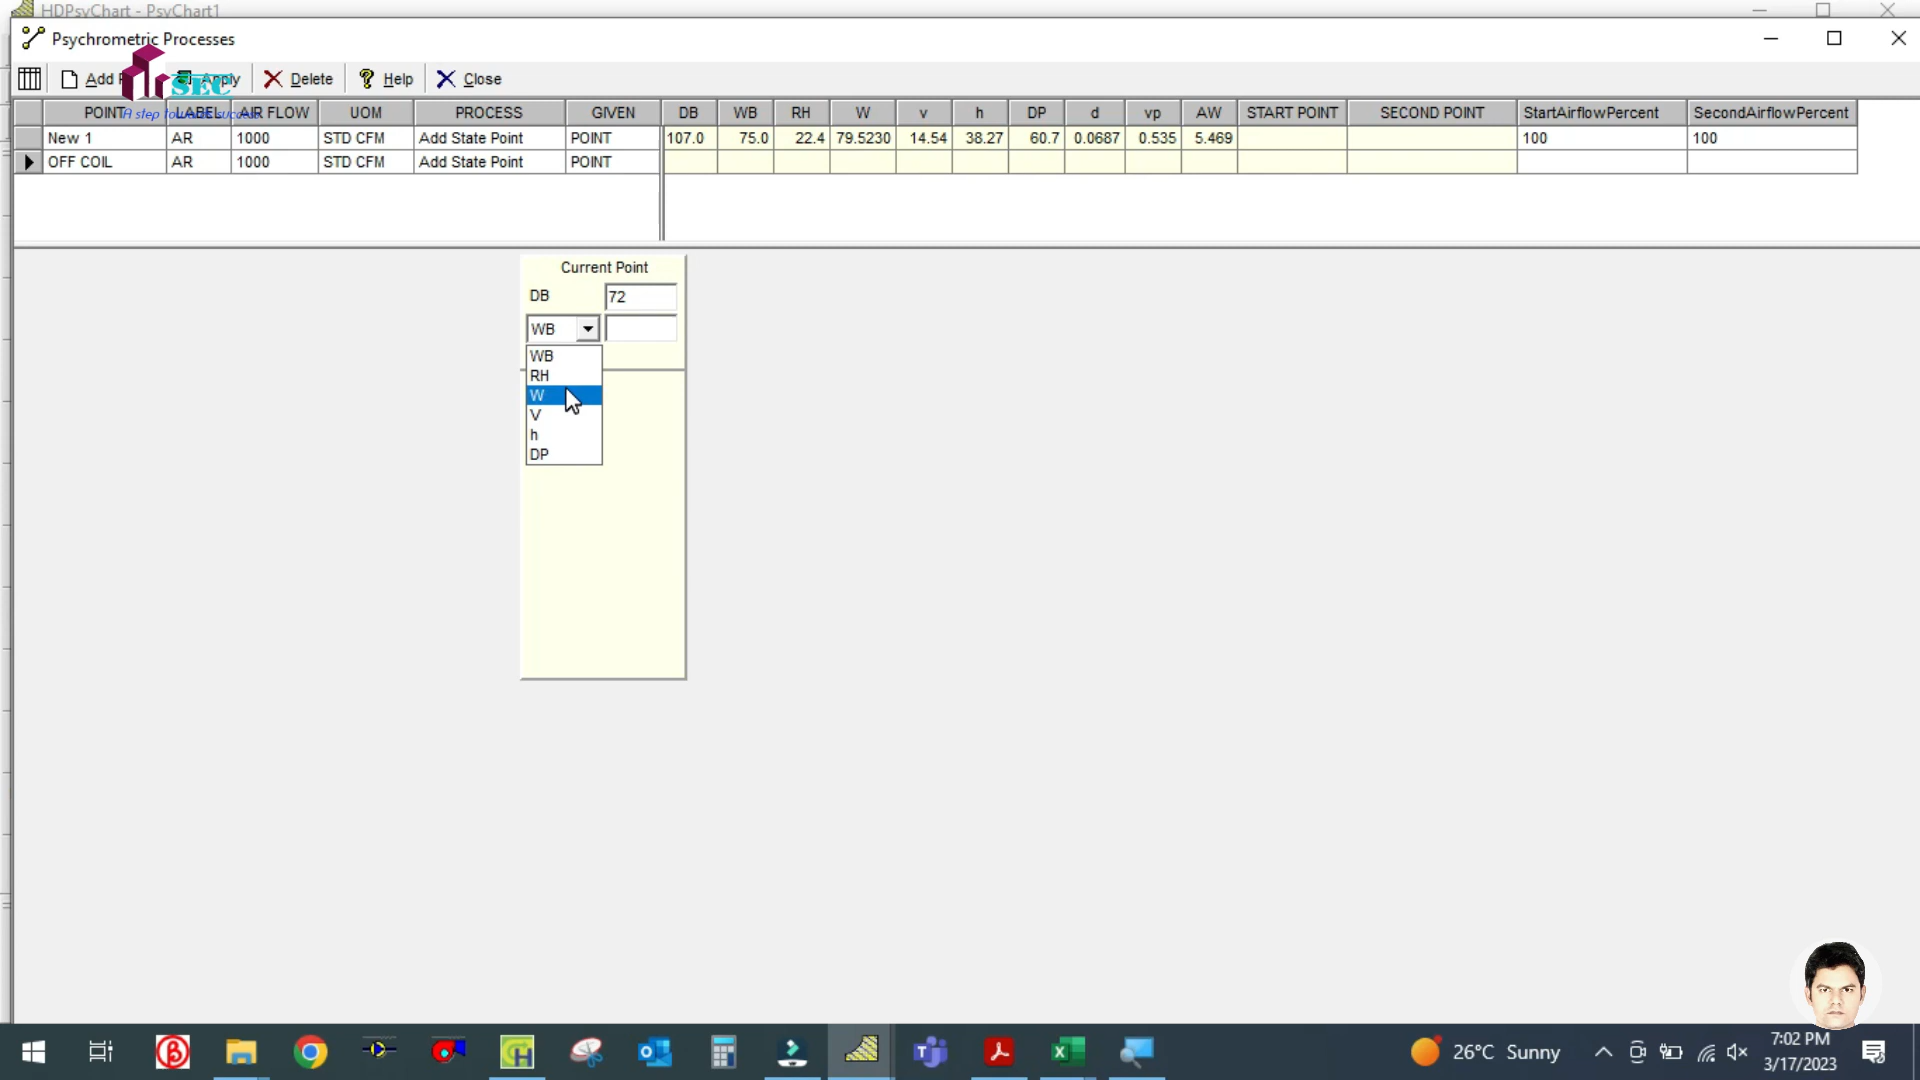 HDPsyChart - PsyChart1
Psychrometric Processes
Add Apply Delete Help Close
SEC
A step towards success
POINT LABEL AIR FLOW UOM PROCESS GIVEN DB WB RH W v h DP d vp AW START POINT SECOND POINT StartAirflowPercent SecondAirflowPercent
New 1 AR 1000 STD CFM Add State Point POINT 107.0 75.0 22.4 79.5230 14.54 38.27 60.7 0.0687 0.535 5.469 100 100
OFF COIL AR 1000 STD CFM Add State Point POINT
Current Point
DB 72
WB
WB
RH
W
V
h
DP
26°C Sunny
7:02 PM
3/17/2023